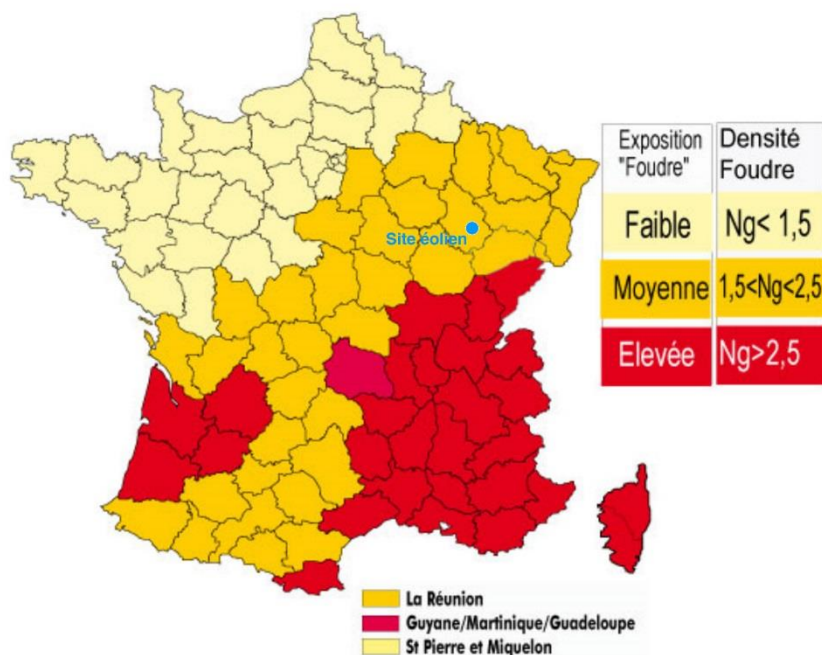 Exposition
"Foudre"
Densité
Foudre
Faible
Ng< 1,5
Moyenne
1,5<Ng<2,5
Elevée
Ng>2,5
Site éolien
La Réunion
Guyane/Martinique/Guadeloupe
St Pierre et Miquelon